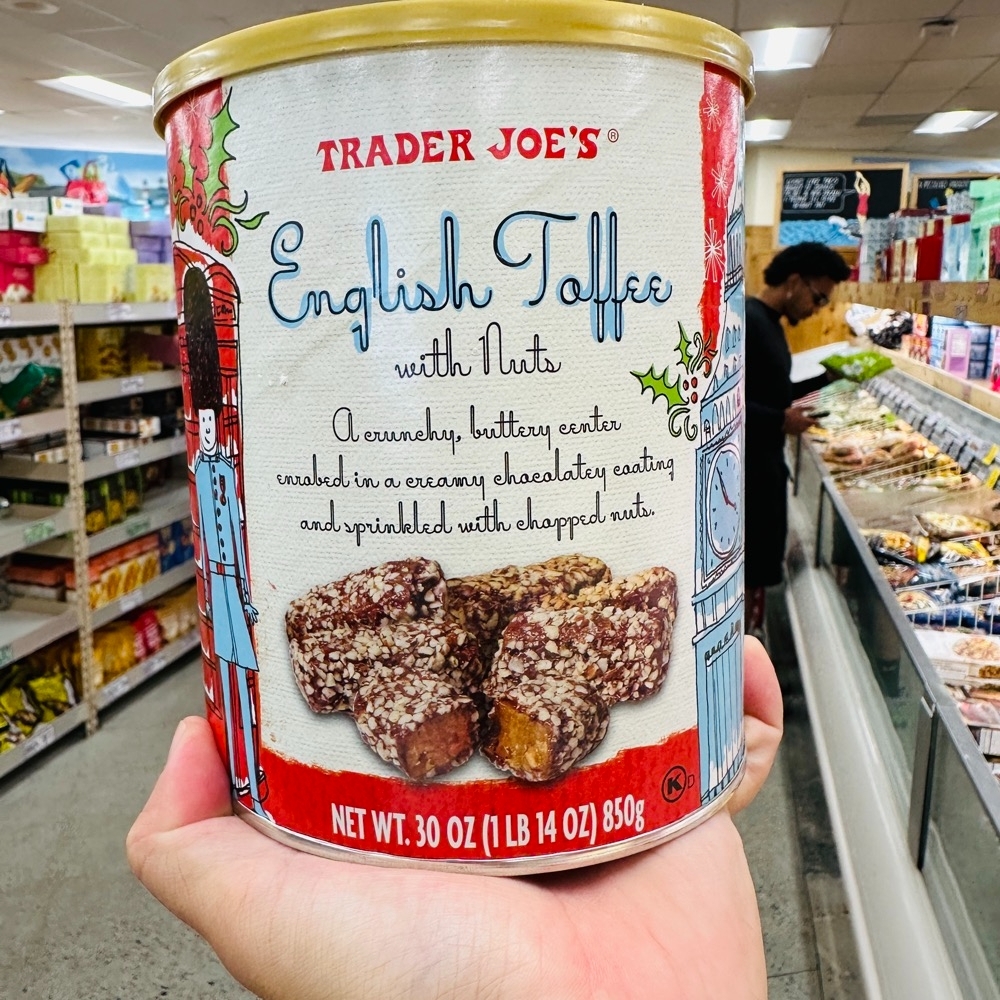 TRADER JOE'S®
English Toffee
with Nuts
A crunchy, buttery center
enrobed in a creamy chocolatey coating
and sprinkled with chopped nuts.
K D
NET WT. 30 OZ (1 LB 14 OZ) 850g